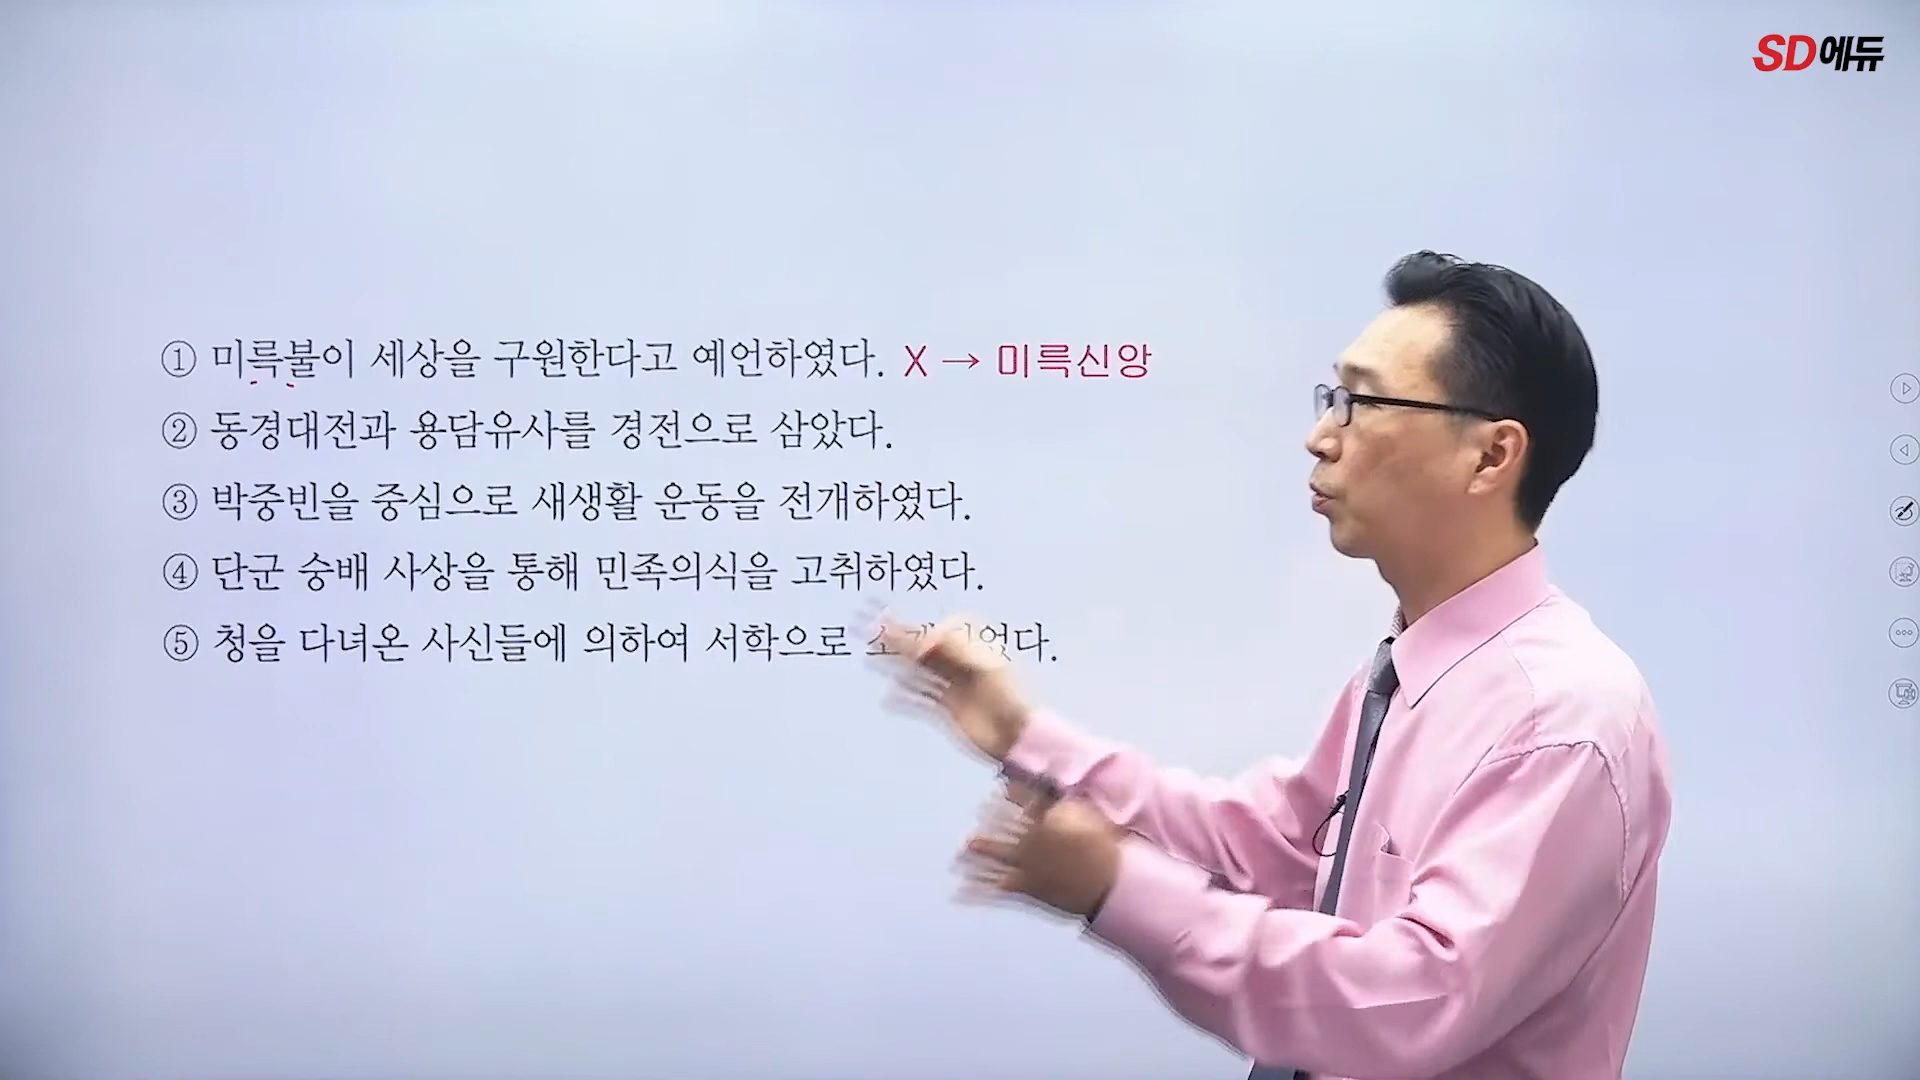 SD에듀
① 미륵불이 세상을 구원한다고 예언하였다. X → 미륵신앙
② 동경대전과 용담유사를 경전으로 삼았다.
③ 박중빈을 중심으로 새생활 운동을 전개하였다.
④ 단군 숭배 사상을 통해 민족의식을 고취하였다.
⑤ 청을 다녀온 사신들에 의하여 서학으로